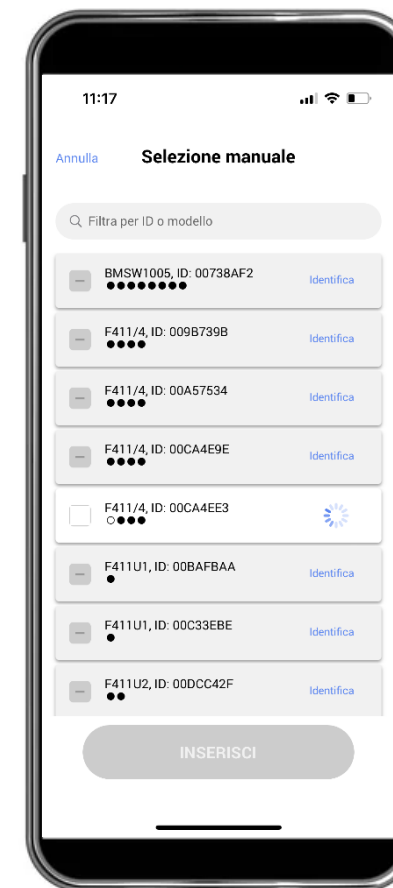 11:17
Annulla
Selezione manuale
Filtra per ID o modello
BMSW1005, ID: 00738AF2
Identifica
F411/4, ID: 009B739B
Identifica
F411/4, ID: 00A57534
Identifica
F411/4, ID: 00CA4E9E
Identifica
F411/4, ID: 00CA4EE3
F411U1, ID: 00BAFBAA
Identifica
F411U1, ID: 00C33EBE
Identifica
F411U2, ID: 00DCC42F
Identifica
INSERISCI